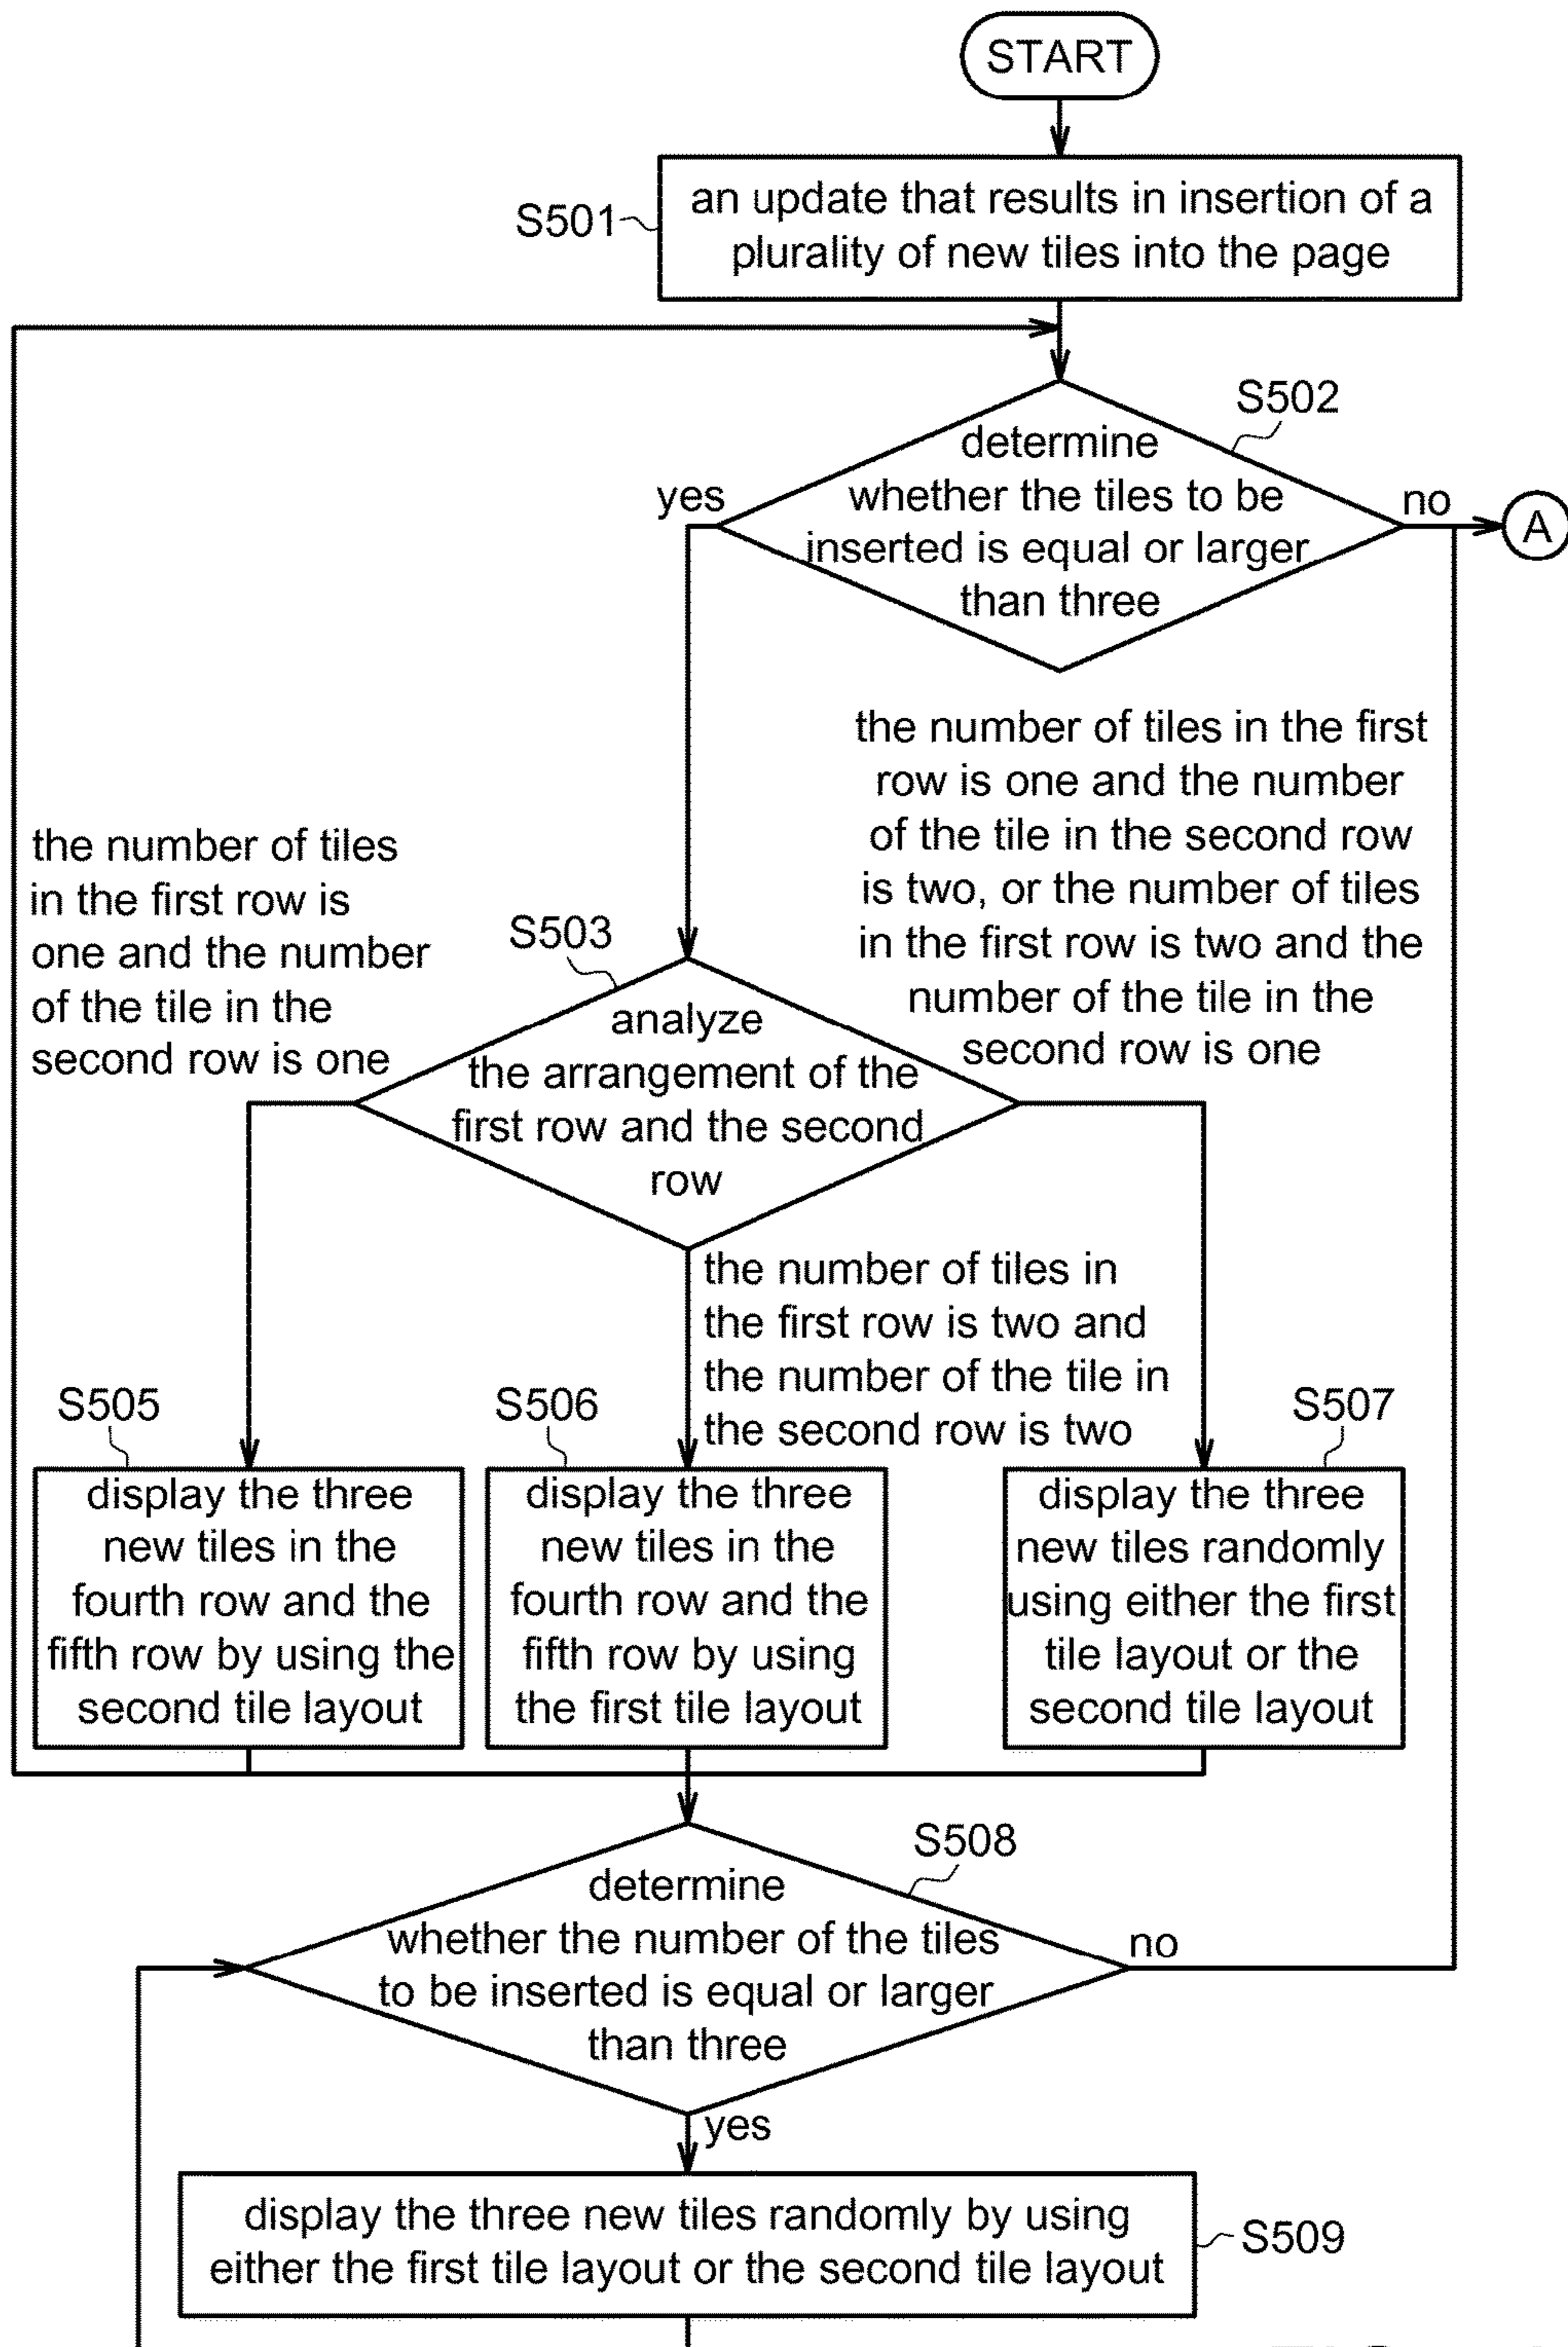 START
S501
an update that results in insertion of a
plurality of new tiles into the page
S502
determine
whether the tiles to be
inserted is equal or larger
than three
yes
no
A
the number of tiles in the first
row is one and the number
of the tile in the second row
is two, or the number of tiles
in the first row is two and the
number of the tile in the
second row is one
the number of tiles
in the first row is
one and the number
of the tile in the
second row is one
S503
analyze
the arrangement of the
first row and the second
row
the number of tiles in
the first row is two and
the number of the tile in
the second row is two
S505
display the three
new tiles in the
fourth row and the
fifth row by using the
second tile layout
S506
display the three
new tiles in the
fourth row and the
fifth row by using
the first tile layout
S507
display the three
new tiles randomly
using either the first
tile layout or the
second tile layout
S508
determine
whether the number of the tiles
to be inserted is equal or larger
than three
no
yes
display the three new tiles randomly by using
either the first tile layout or the second tile layout
S509